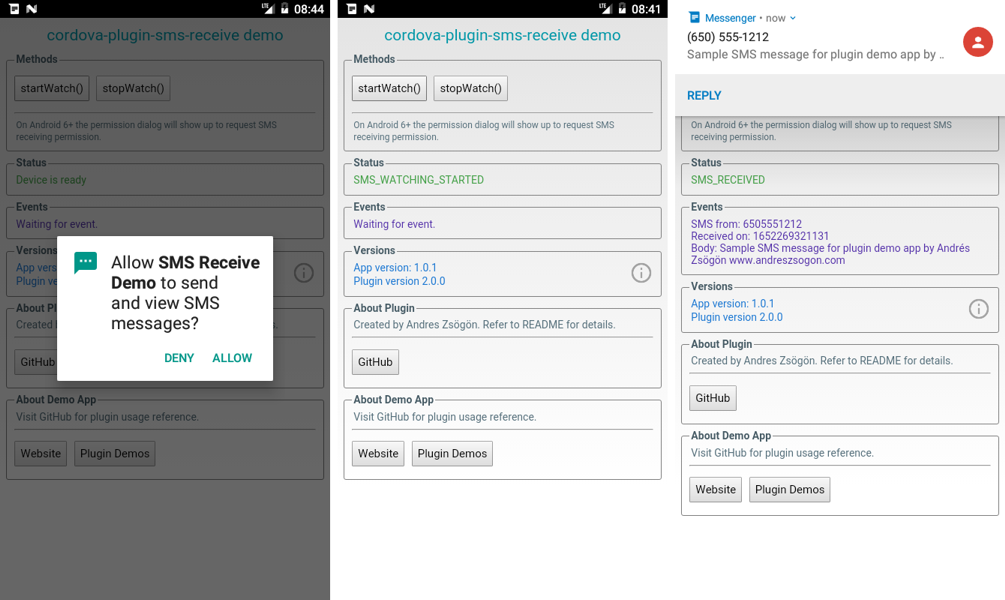 08:44
cordova-plugin-sms-receive demo
Methods
startWatch() stopWatch()
On Android 6+ the permission dialog will show up to request SMS
receiving permission.
Status
Device is ready
Events
Waiting for event.
Versions
App vers
Plugin ve
Allow SMS Receive
Demo to send
and view SMS
messages?
DENY ALLOW
About Pl
Created s.
GitHub
About Demo App
Visit GitHub for plugin usage reference.
Website Plugin Demos
LTE 08:41
cordova-plugin-sms-receive demo
Methods
startWatch() stopWatch()
On Android 6+ the permission dialog will show up to request SMS
receiving permission.
Status
SMS_WATCHING_STARTED
Events
Waiting for event.
Versions
App version: 1.0.1
Plugin version 2.0.0
About Plugin
Created by Andres Zsögön. Refer to README for details.
GitHub
About Demo App
Visit GitHub for plugin usage reference.
Website Plugin Demos
Messenger • now
(650) 555-1212
Sample SMS message for plugin demo app by ..
REPLY
On Android 6+ the permission dialog will show up to request SMS
receiving permission.
Status
SMS_RECEIVED
Events
SMS from: 6505551212
Received on: 1652269321131
Body: Sample SMS message for plugin demo app by Andrés
Zsögön www.andreszsogon.com
Versions
App version: 1.0.1
Plugin version 2.0.0
About Plugin
Created by Andres Zsögön. Refer to README for details.
GitHub
About Demo App
Visit GitHub for plugin usage reference.
Website Plugin Demos